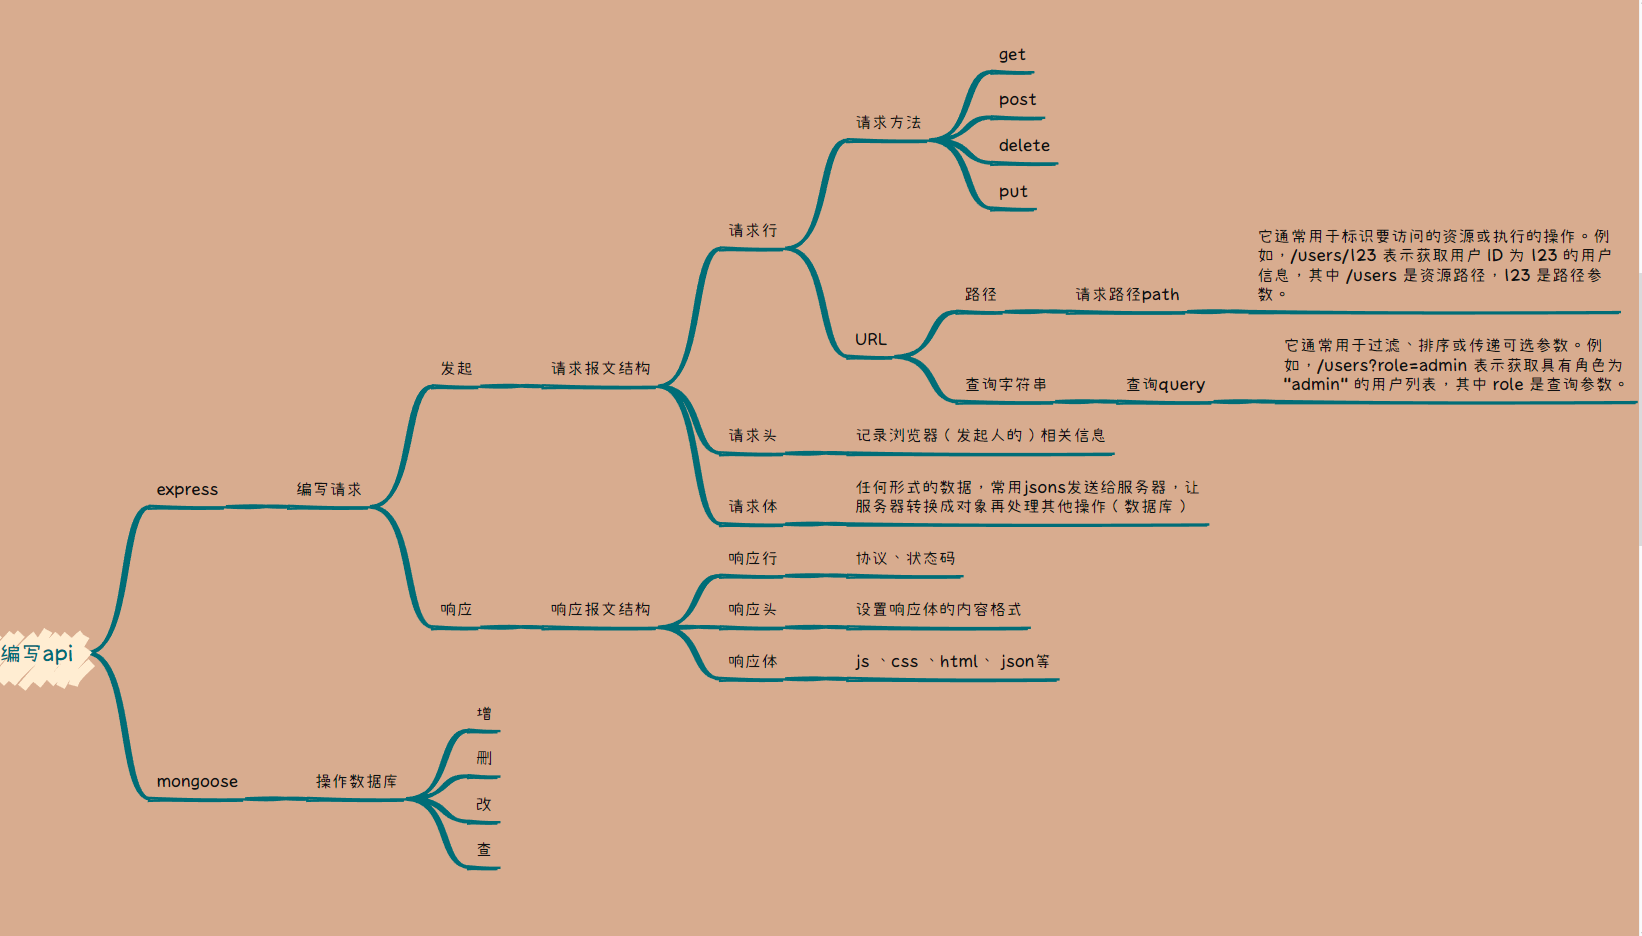 get
post
请求方法
delete
put
请求行
它通常用于标识要访问的资源或执行的操作。例
如，/users/123 表示获取用户 ID 为 123 的用户
信息，其中 /users 是资源路径，123 是路径参
数。
路径
请求路径path
URL
它通常用于过滤、排序或传递可选参数。例
如，/users?role=admin 表示获取具有角色为
"admin" 的用户列表，其中 role 是查询参数。
查询字符串
查询query
发起
请求报文结构
请求头
记录浏览器（发起人的）相关信息
express
编写请求
请求体
任何形式的数据，常用jsons发送给服务器，让
服务器转换成对象再处理其他操作（数据库）
响应行
协议、状态码
响应
响应报文结构
响应头
设置响应体的内容格式
响应体
js 、css 、html、 json等
编写api
增
删
mongoose
操作数据库
改
查